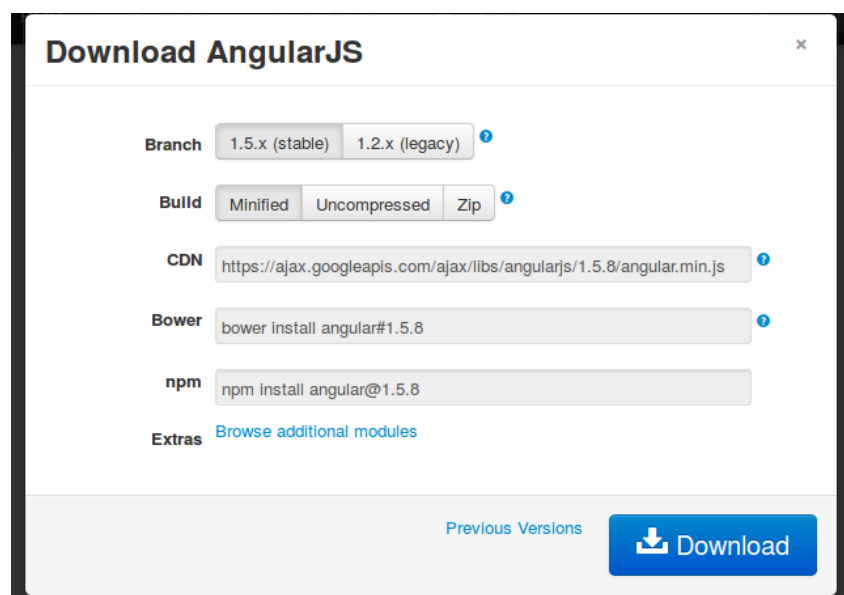 Download AngularJS ×
Branch 1.5.x (stable) 1.2.x (legacy) ?
Build Minified Uncompressed Zip ?
CDN https://ajax.googleapis.com/ajax/libs/angularjs/1.5.8/angular.min.js ?
Bower bower install angular#1.5.8 ?
npm npm install angular@1.5.8
Extras Browse additional modules
Previous Versions Download